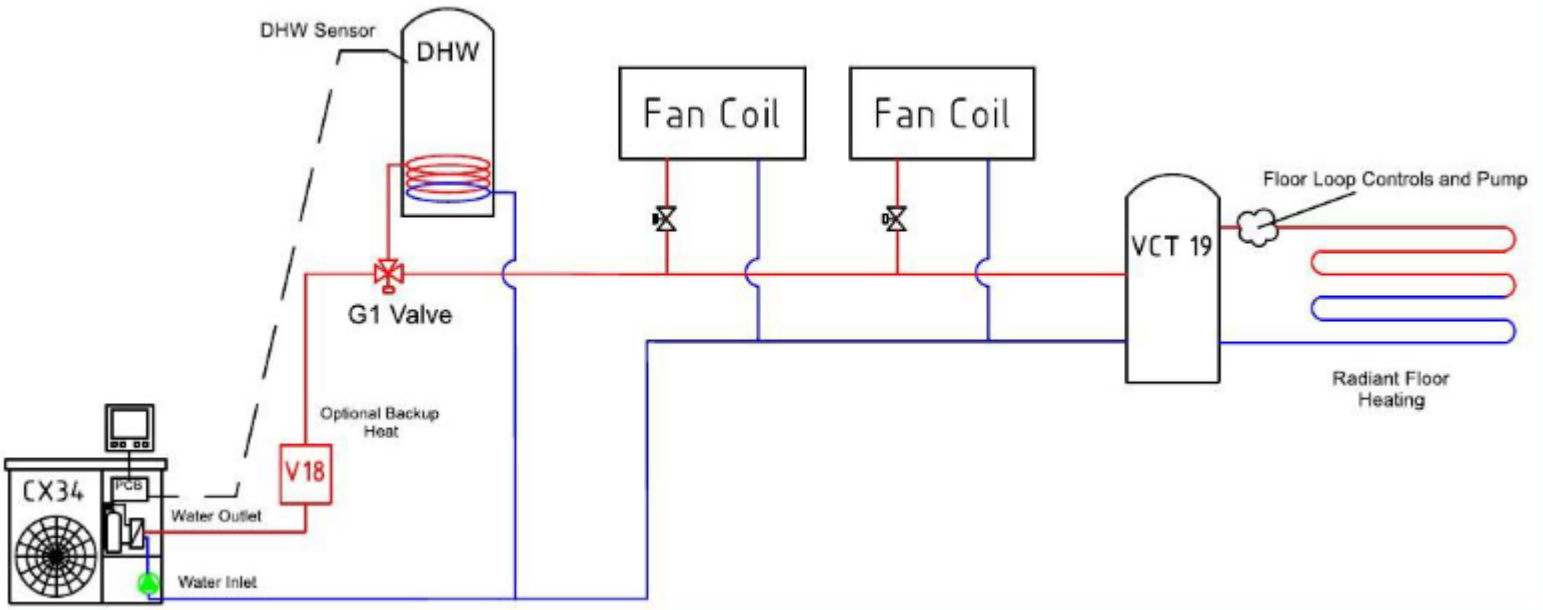 DHW Sensor
DHW
Fan Coil
Fan Coil
Floor Loop Controls and Pump
VCT 19
G1 Valve
Radiant Floor
Heating
Optional Backup
Heat
V18
CX34
PCB
Water Outlet
Water Inlet